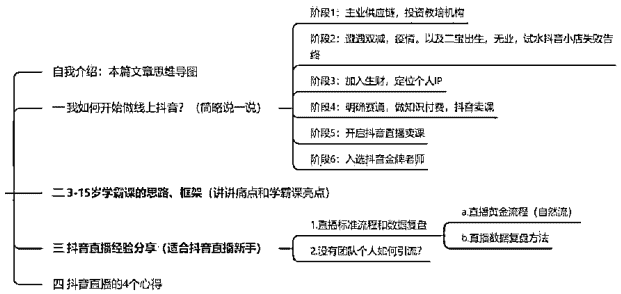 自我介绍：本篇文章思维导图
一 我如何开始做线上抖音？（简略说一说）
阶段1：主业供应链，投资教培机构
阶段2：遭遇双减，疫情。以及二宝出生，无业，试水抖音小店失败告
终
阶段3：加入生财，定位个人IP
阶段4：明确赛道，做知识付费，抖音卖课
阶段5：开启抖音直播卖课
阶段6：入选抖音金牌老师
二 3-15岁学霸课的思路、框架（讲讲痛点和学霸课亮点）
三 抖音直播经验分享（适合抖音直播新手）
1.直播标准流程和数据复盘
a.直播掘金流程（自然流）
b.直播数据复盘方法
2.没有团队个人如何引流？
四 抖音直播的4个心得